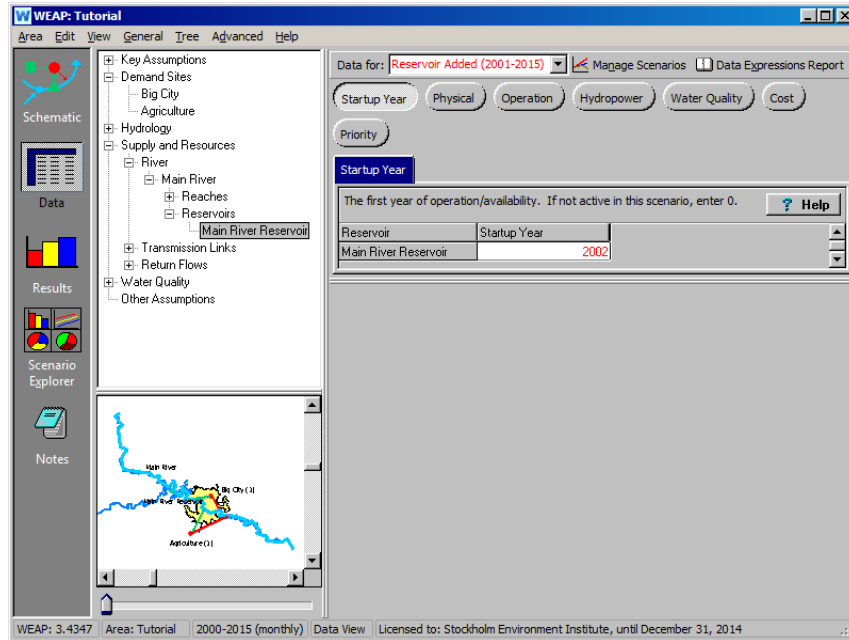 WEAP: Tutorial
Area Edit View General Tree Advanced Help
Schematic
Data
Results
Scenario
Explorer
Notes
Key Assumptions
Demand Sites
Big City
Agriculture
Hydrology
Supply and Resources
River
Main River
Reaches
Reservoirs
Main River Reservoir
Transmission Links
Return Flows
Water Quality
Other Assumptions
Data for: Reservoir Added (2001-2015) Manage Scenarios Data Expressions Report
Startup Year Physical Operation Hydropower Water Quality Cost
Priority
Startup Year
The first year of operation/availability. If not active in this scenario, enter 0. ? Help
Reservoir Startup Year
Main River Reservoir 2002
Main River
Big City (1)
Main River Reservoir
Agriculture (1)
WEAP: 3.4347 Area: Tutorial 2000-2015 (monthly) Data View Licensed to: Stockholm Environment Institute, until December 31, 2014